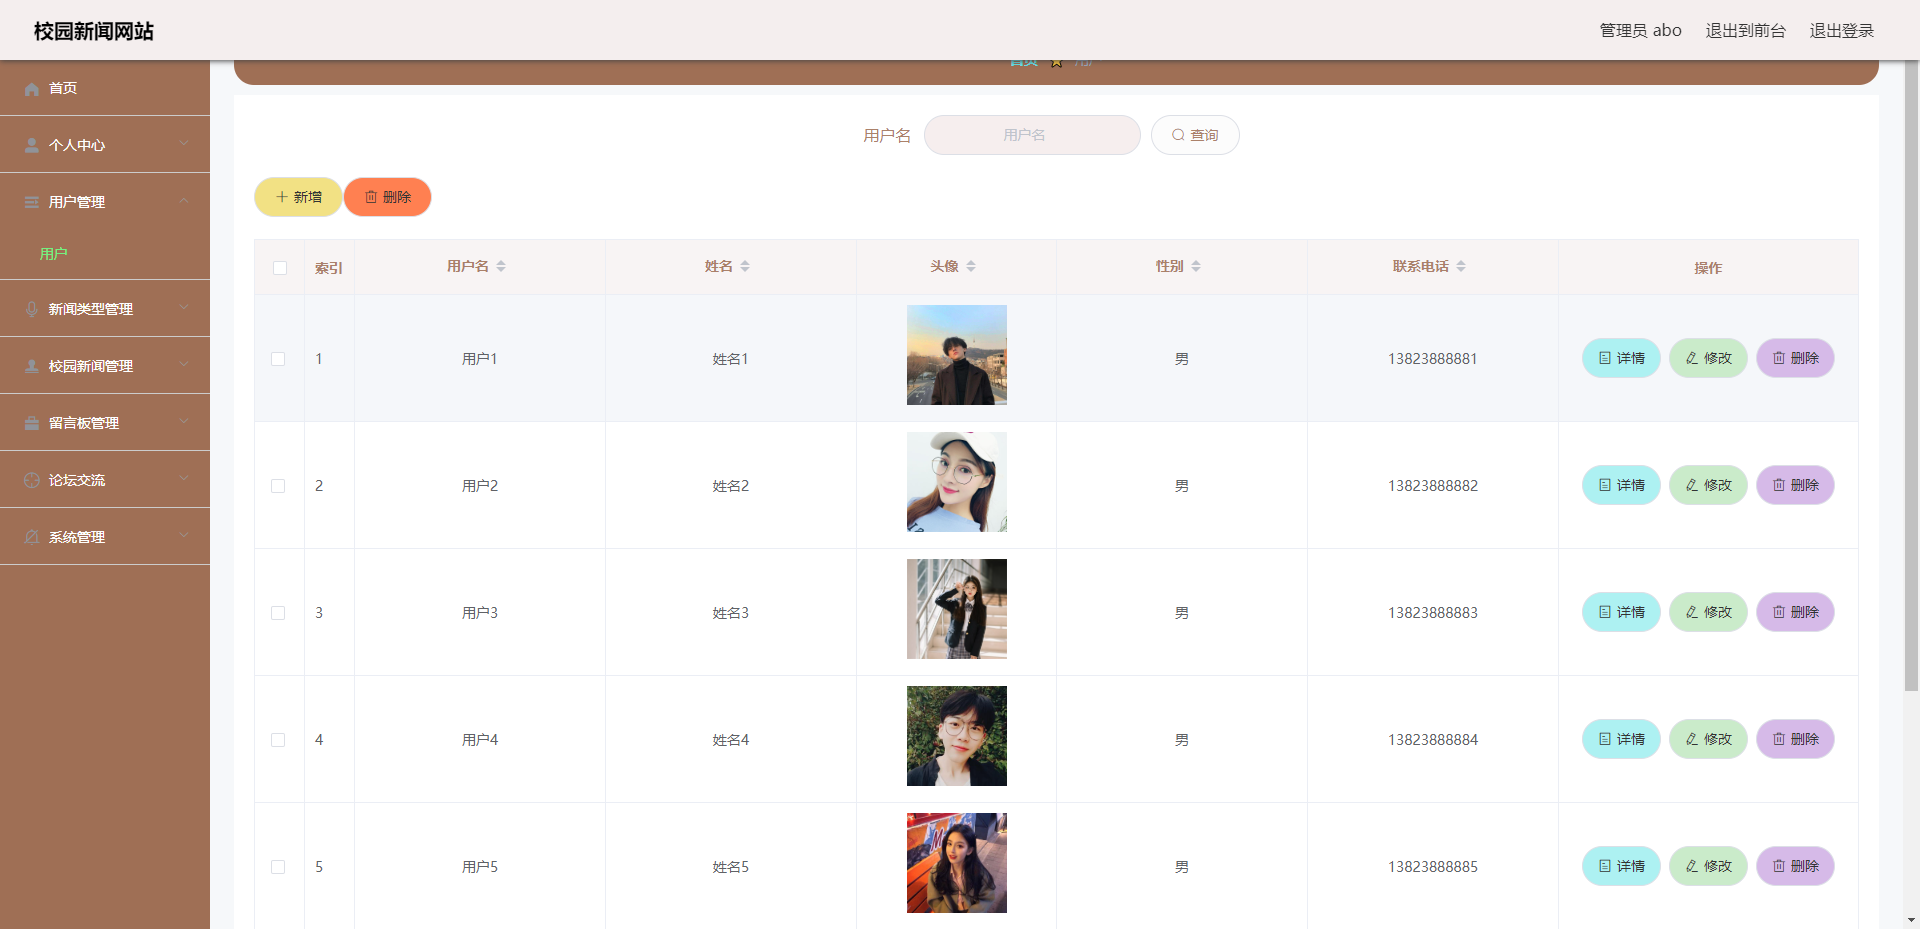 校园新闻网站
管理员 abo 退出到前台 退出登录
首页 用户
首页
个人中心
用户管理
用户
新闻类型管理
校园新闻管理
留言板管理
论坛交流
系统管理
用户名 用户名 查询
新增 删除
索引 用户名 姓名 头像 性别 联系电话 操作
1 用户1 姓名1 男 13823888881 详情 修改 删除
2 用户2 姓名2 男 13823888882 详情 修改 删除
3 用户3 姓名3 男 13823888883 详情 修改 删除
4 用户4 姓名4 男 13823888884 详情 修改 删除
5 用户5 姓名5 男 13823888885 详情 修改 删除